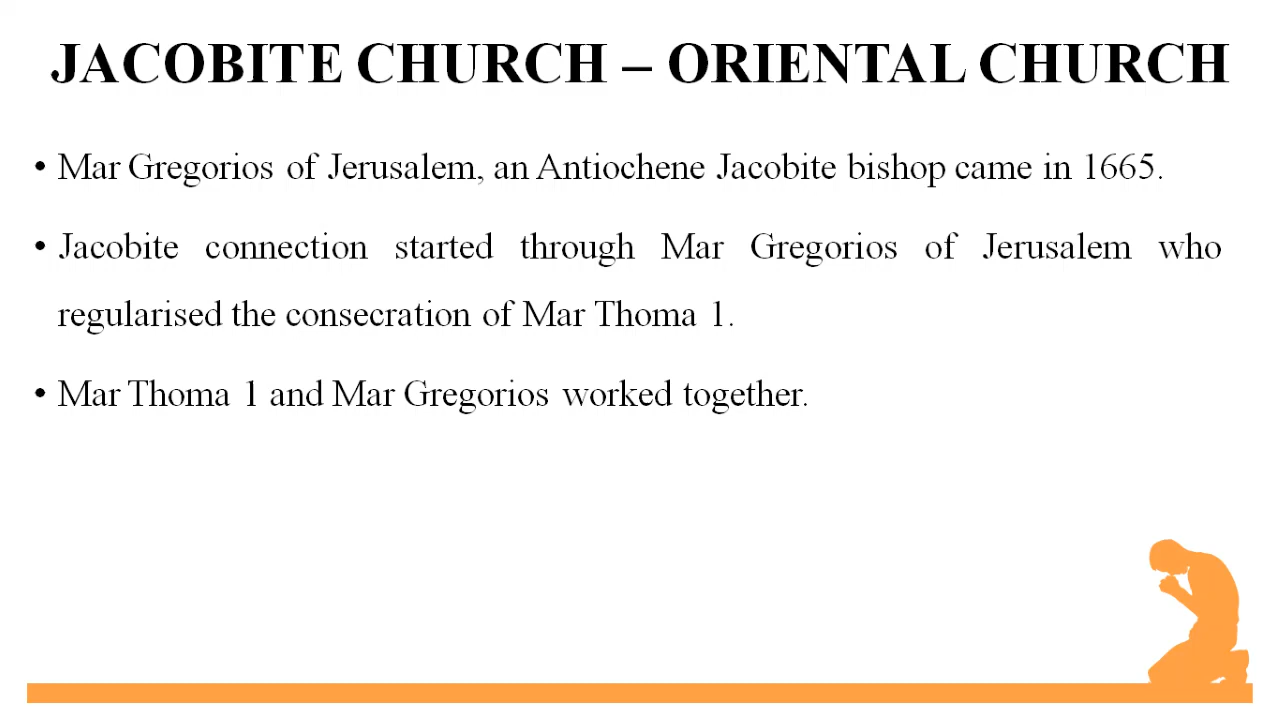 JACOBITE CHURCH – ORIENTAL CHURCH
• Mar Gregorios of Jerusalem, an Antiochene Jacobite bishop came in 1665.
• Jacobite connection started through Mar Gregorios of Jerusalem who
regularised the consecration of Mar Thoma 1.
• Mar Thoma 1 and Mar Gregorios worked together.